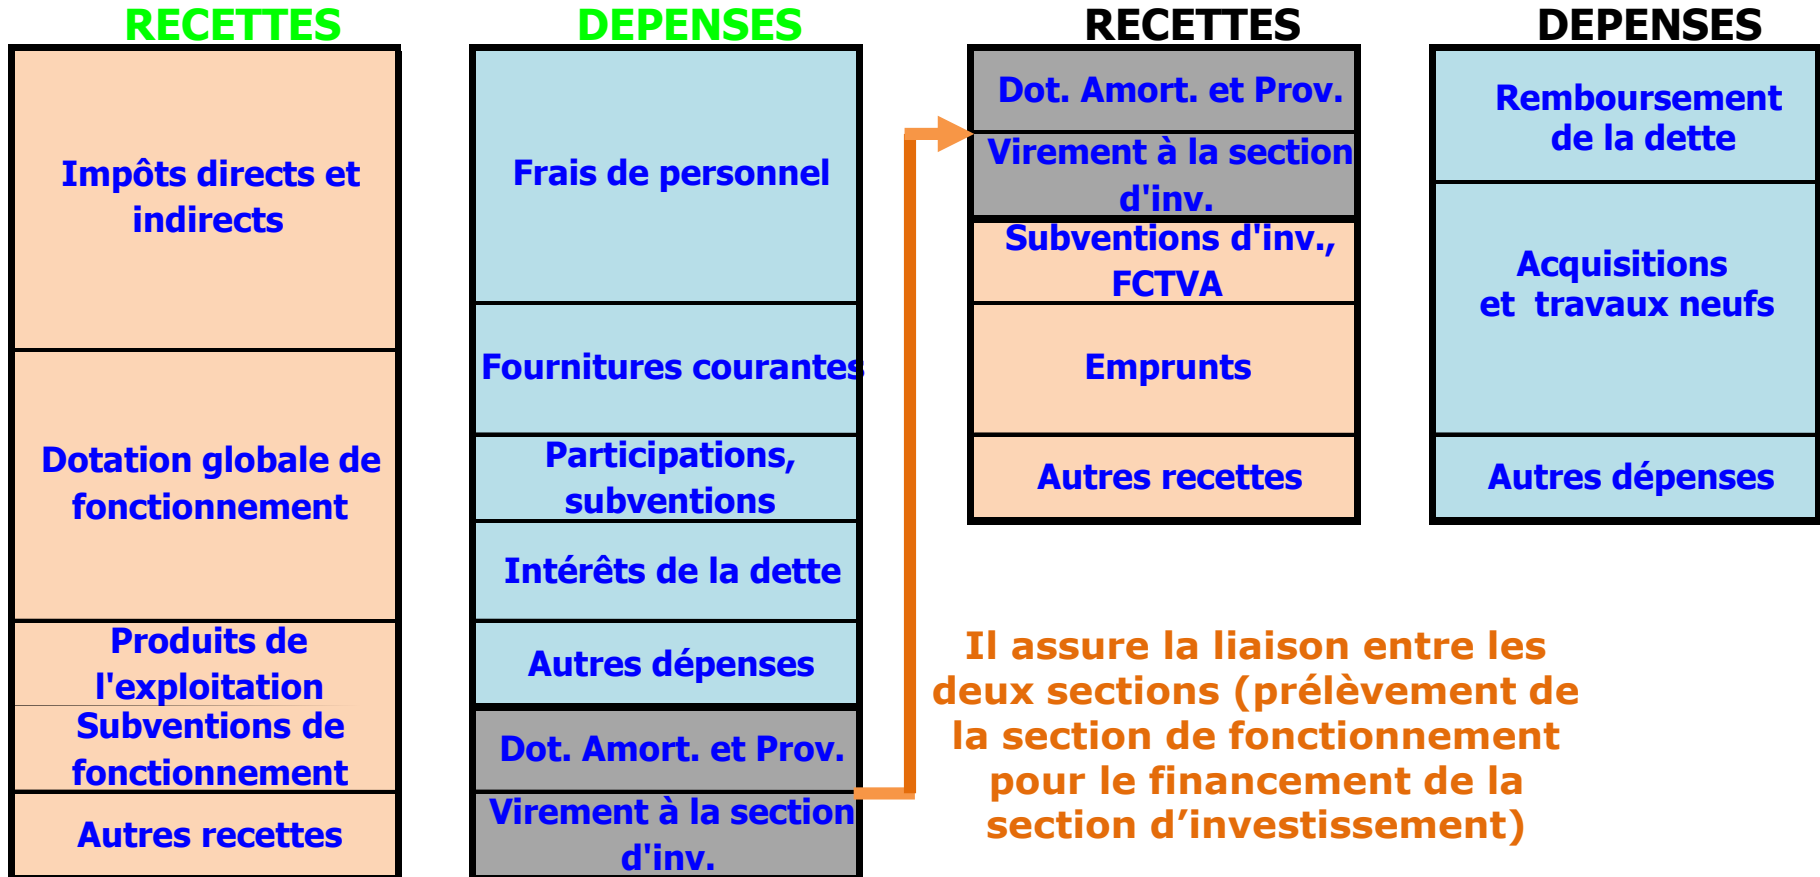 RECETTES
Impôts directs et
indirects
Dotation globale de
fonctionnement
Produits de
l'exploitation
Subventions de
fonctionnement
Autres recettes
DEPENSES
Frais de personnel
Fournitures courantes
Participations,
subventions
Intérêts de la dette
Autres dépenses
Dot. Amort. et Prov.
Virement à la section
d'inv.
RECETTES
Dot. Amort. et Prov.
Virement à la section
d'inv.
Subventions d'inv.,
FCTVA
Emprunts
Autres recettes
DEPENSES
Remboursement
de la dette
Acquisitions
et travaux neufs
Autres dépenses
Il assure la liaison entre les
deux sections (prélèvement de
la section de fonctionnement
pour le financement de la
section d’investissement)